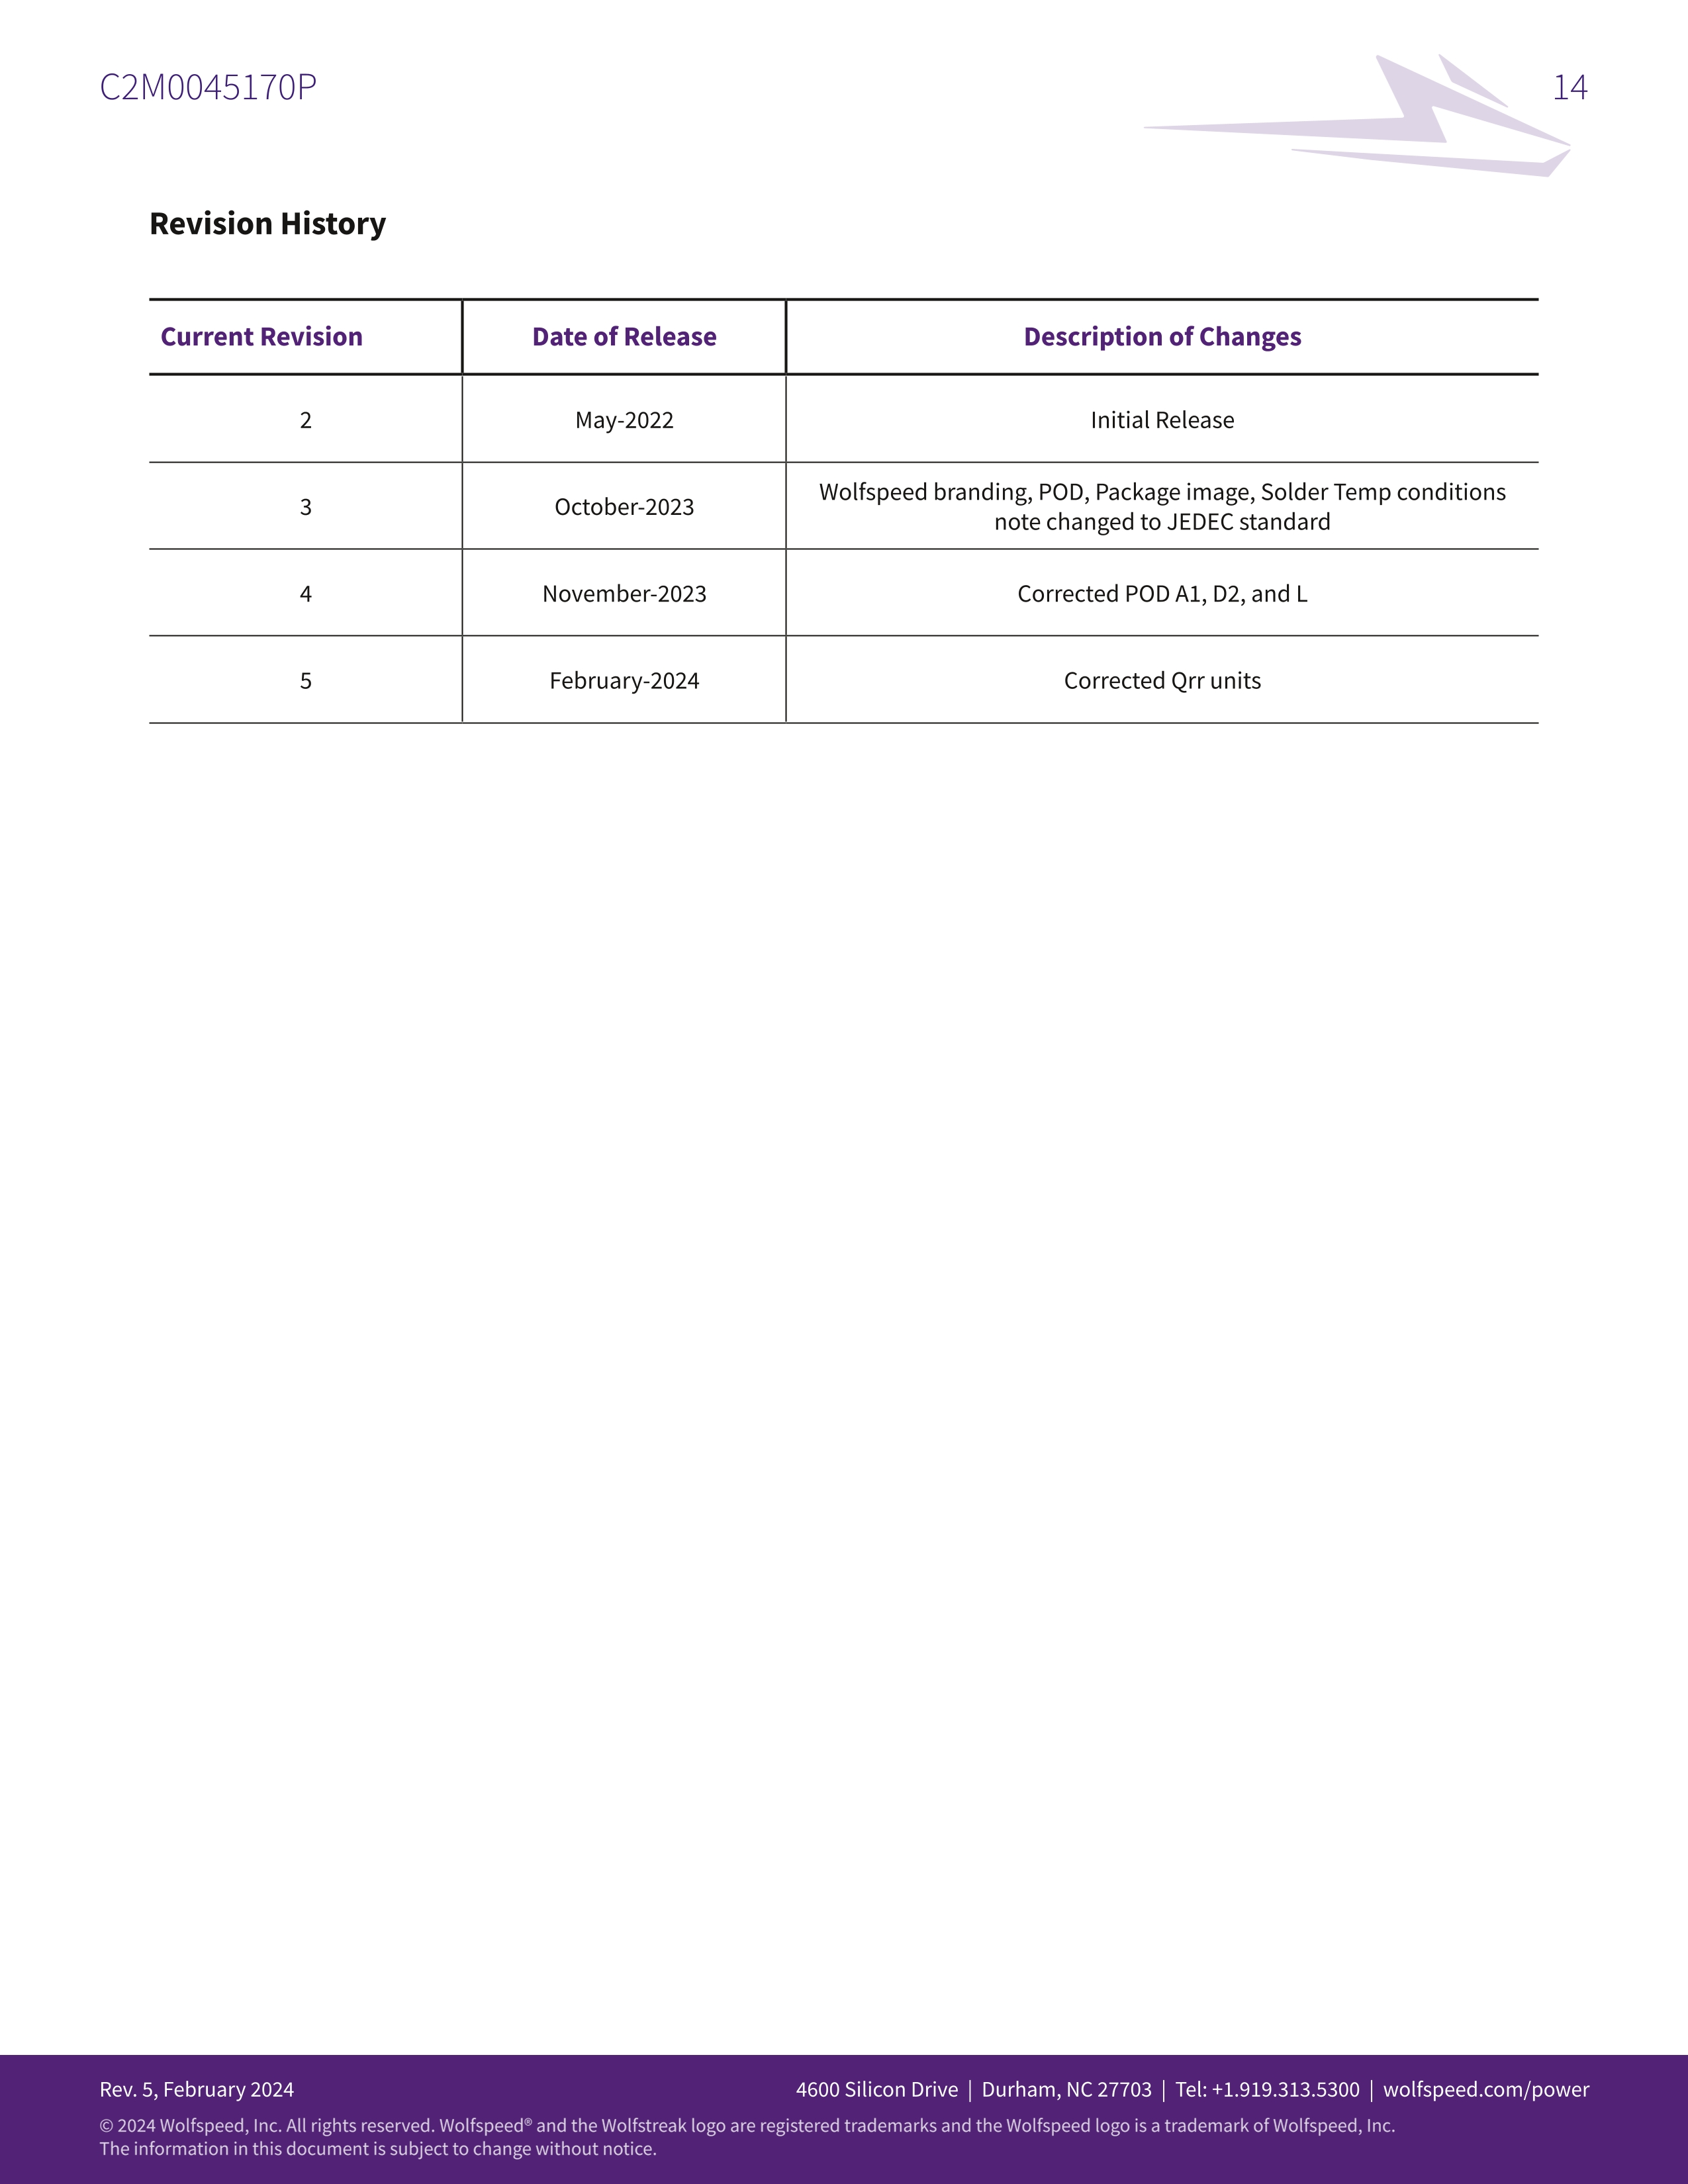 C2M0045170P
14
Revision History
Current Revision
Date of Release
Description of Changes
2
May-2022
Initial Release
3
October-2023
Wolfspeed branding, POD, Package image, Solder Temp conditions
note changed to JEDEC standard
4
November-2023
Corrected POD A1, D2, and L
5
February-2024
Corrected Qrr units
Rev. 5, February 2024
4600 Silicon Drive | Durham, NC 27703 | Tel: +1.919.313.5300 | wolfspeed.com/power
© 2024 Wolfspeed, Inc. All rights reserved. Wolfspeed® and the Wolfstreak logo are registered trademarks and the Wolfspeed logo is a trademark of Wolfspeed, Inc.
The information in this document is subject to change without notice.